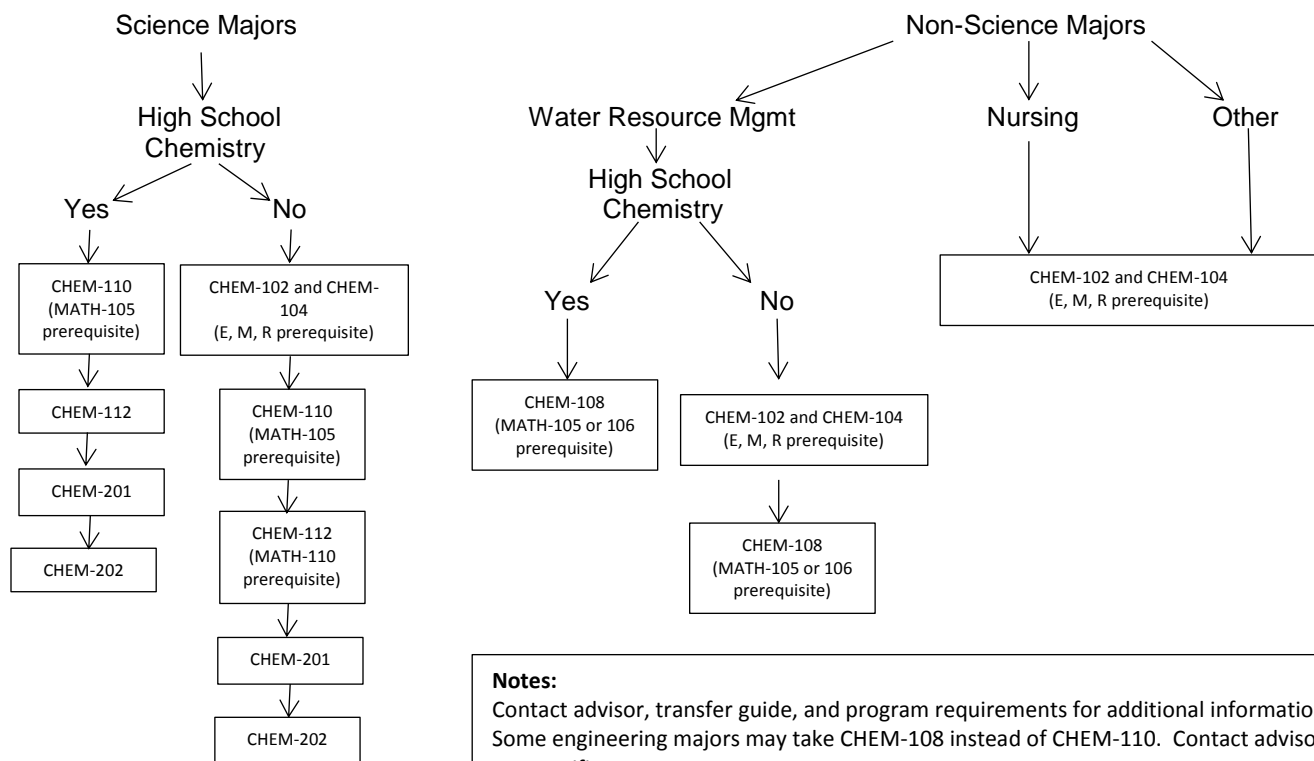 Science Majors
High School
Chemistry
Yes
No
CHEM-110
(MATH-105
prerequisite)
CHEM-112
CHEM-201
CHEM-202
CHEM-102 and CHEM-
104
(E, M, R prerequisite)
CHEM-110
(MATH-105
prerequisite)
CHEM-112
(MATH-110
prerequisite)
CHEM-201
CHEM-202
Non-Science Majors
Water Resource Mgmt
Nursing
Other
High School
Chemistry
Yes
No
CHEM-108
(MATH-105 or 106
prerequisite)
CHEM-102 and CHEM-104
(E, M, R prerequisite)
CHEM-108
(MATH-105 or 106
prerequisite)
CHEM-102 and CHEM-104
(E, M, R prerequisite)
Notes:
Contact advisor, transfer guide, and program requirements for additional informatio
Some engineering majors may take CHEM-108 instead of CHEM-110. Contact adviso